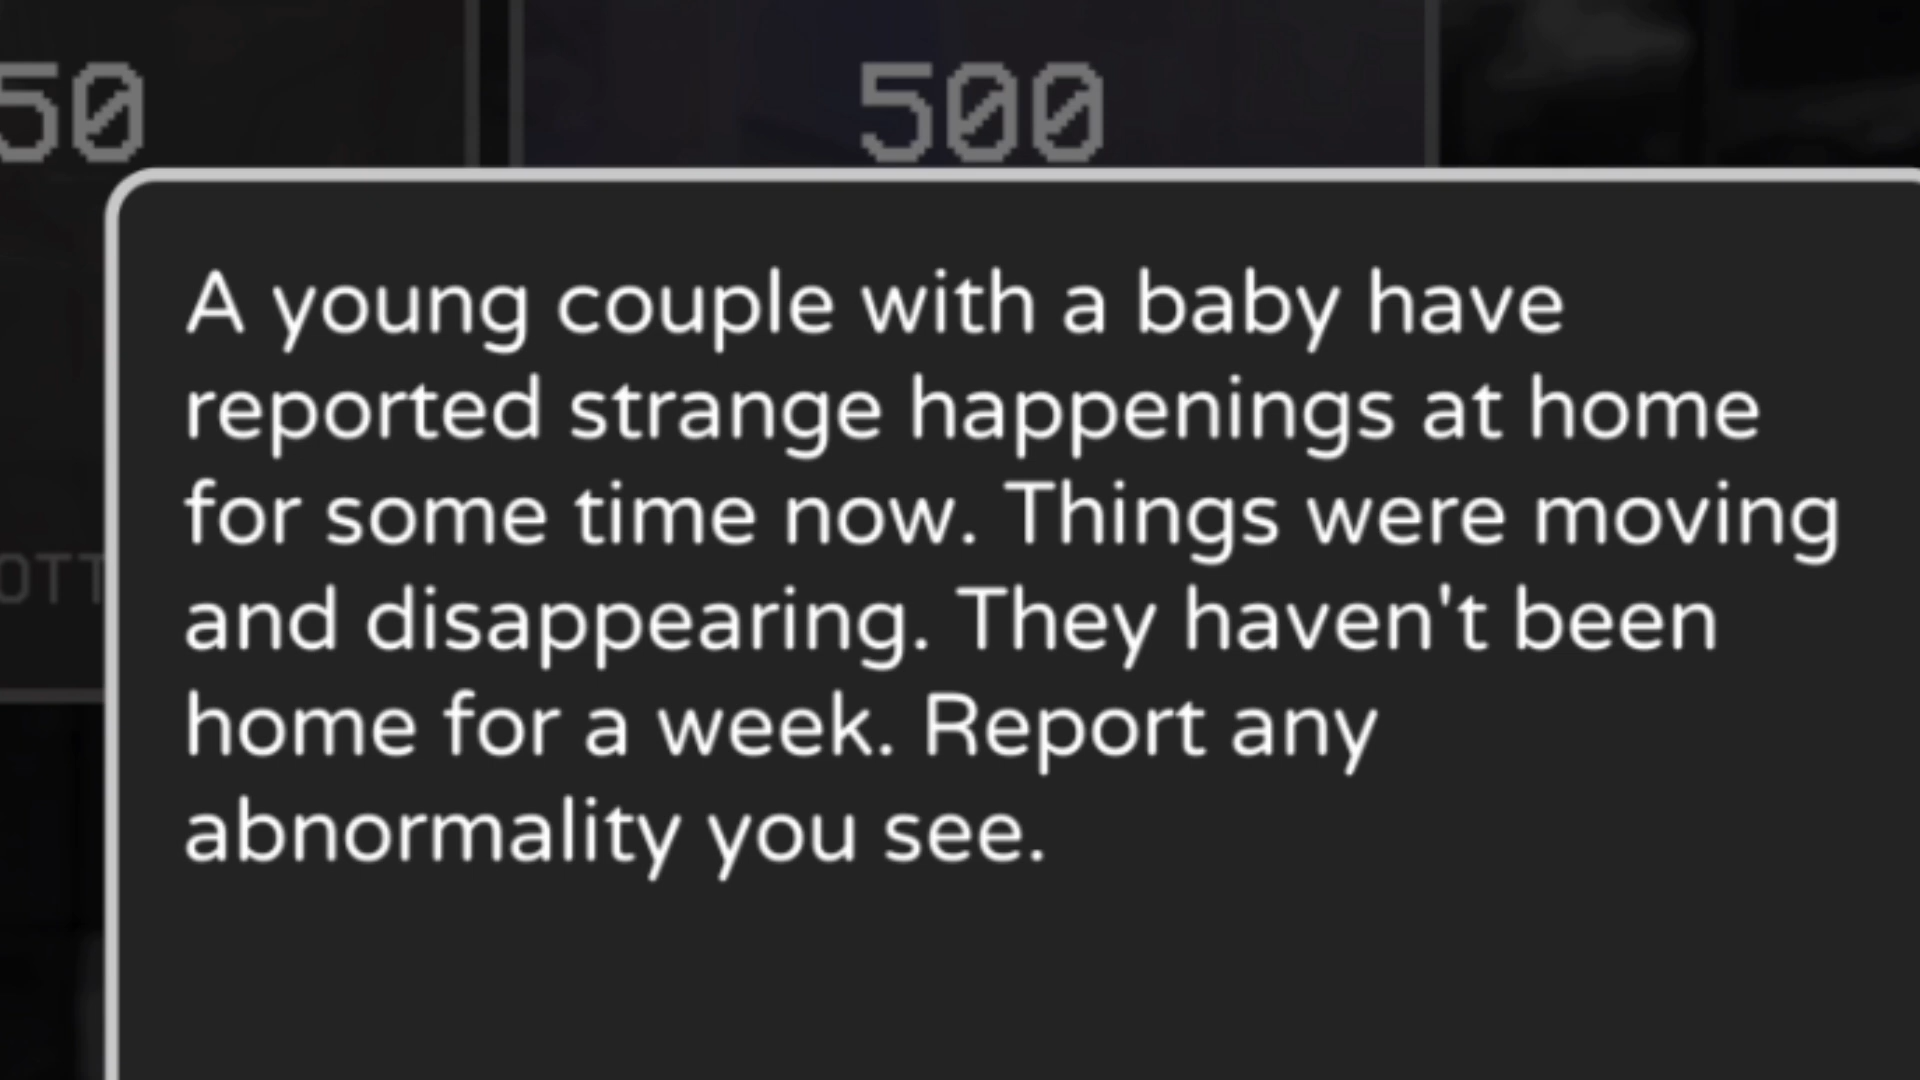 50
500
A young couple with a baby have
reported strange happenings at home
for some time now. Things were moving
and disappearing. They haven't been
home for a week. Report any
abnormality you see.
OTT